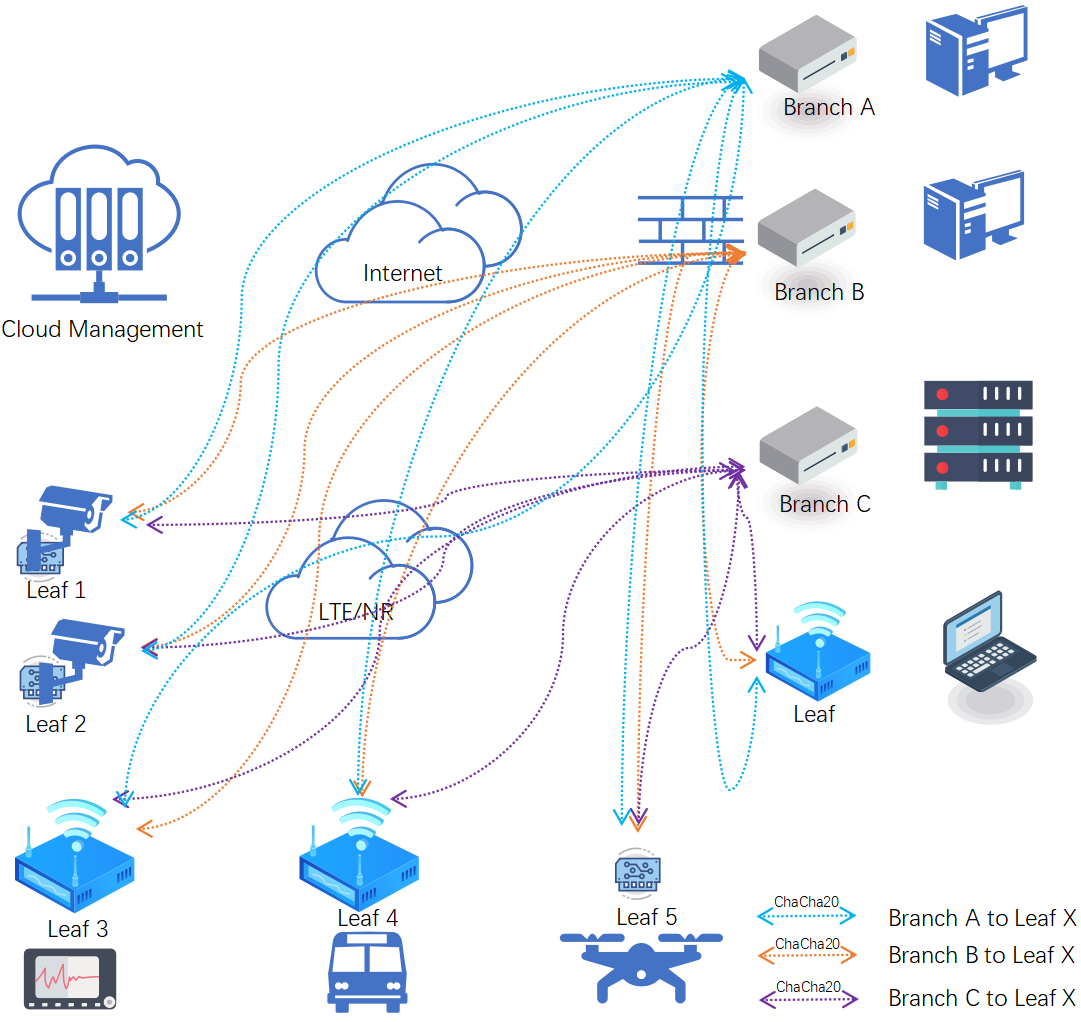 Branch A
Internet
Branch B
Cloud Management
Branch C
Leaf 1
LTE/NR
Leaf 2
Leaf
Leaf 3
Leaf 4
Leaf 5
ChaCha20
Branch A to Leaf X
ChaCha20
Branch B to Leaf X
ChaCha20
Branch C to Leaf X